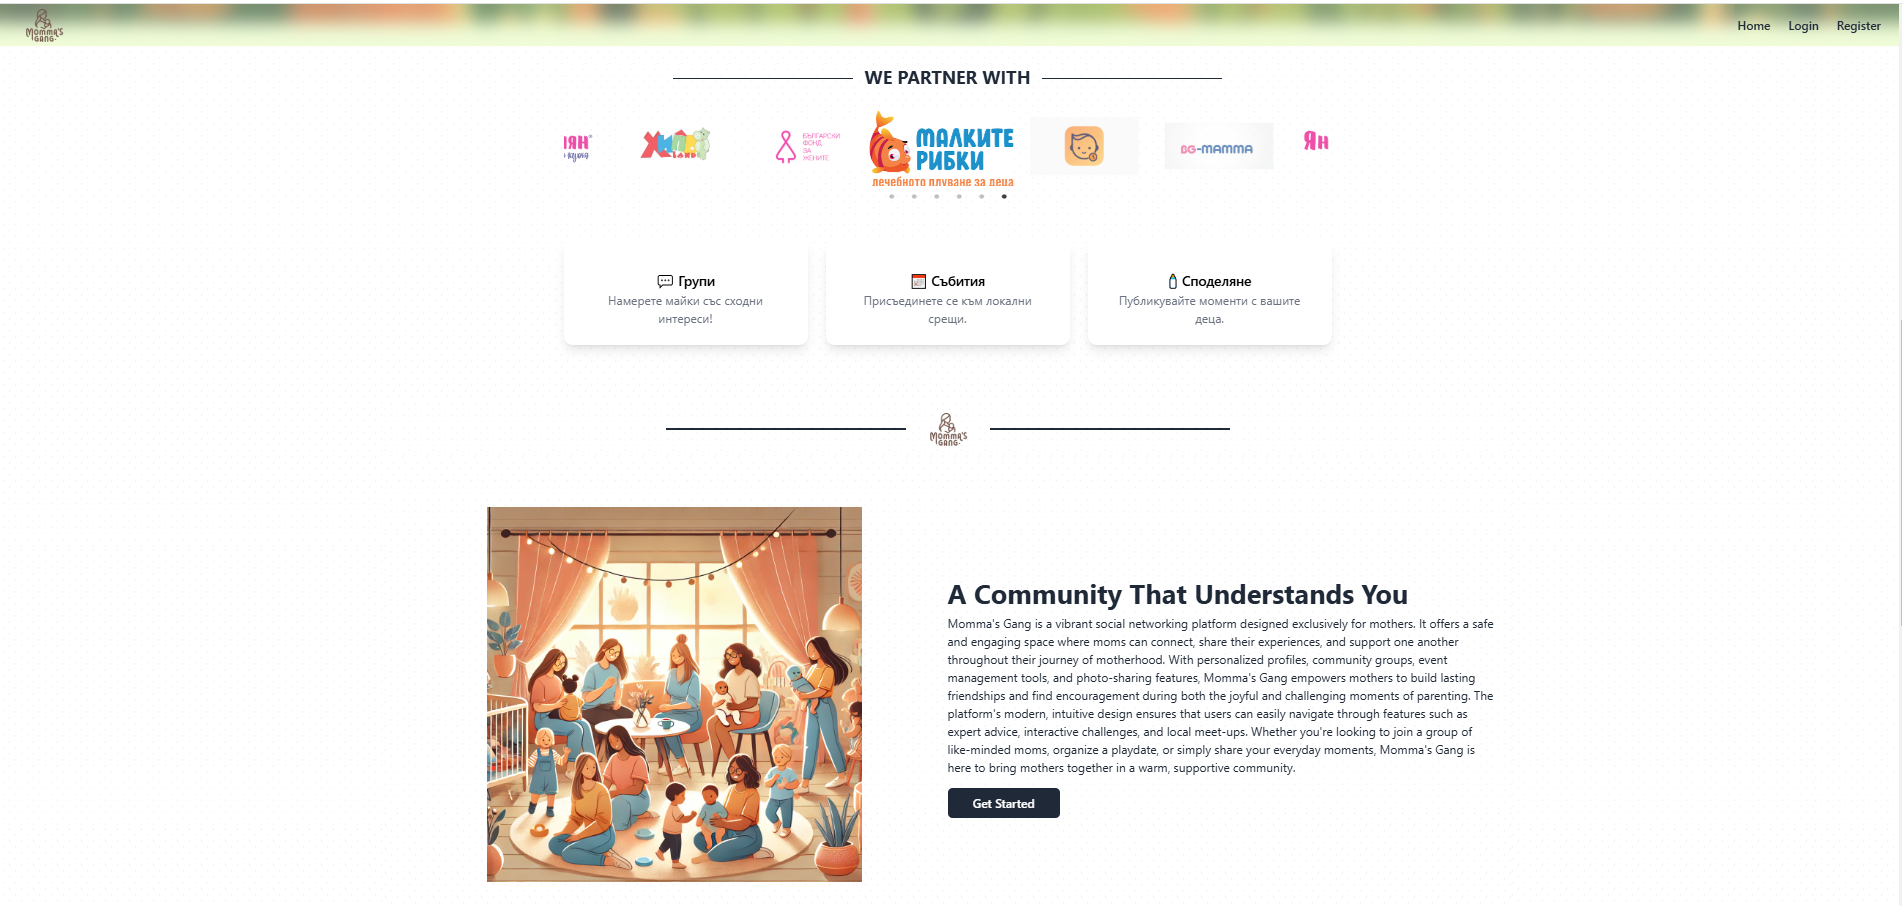 Momma's
GANG
Home
Login
Register
WE PARTNER WITH
ЯН
ХИПО
LAND
БЪЛГАРСКИ
ФОНД
ЗА
ЖЕНИТЕ
МАЛКИТЕ
РИБКИ
лечебното плуване за деца
BG-MAMMA
ЯН
Групи
Намерете майки със сходни
интереси!
Събития
Присъединете се към локални
срещи.
Споделяне
Публикувайте моменти с вашите
деца.
Momma's
GANG
A Community That Understands You
Momma's Gang is a vibrant social networking platform designed exclusively for mothers. It offers a safe
and engaging space where moms can connect, share their experiences, and support one another
throughout their journey of motherhood. With personalized profiles, community groups, event
management tools, and photo-sharing features, Momma's Gang empowers mothers to build lasting
friendships and find encouragement during both the joyful and challenging moments of parenting. The
platform's modern, intuitive design ensures that users can easily navigate through features such as
expert advice, interactive challenges, and local meet-ups. Whether you're looking to join a group of
like-minded moms, organize a playdate, or simply share your everyday moments, Momma's Gang is
here to bring mothers together in a warm, supportive community.
Get Started